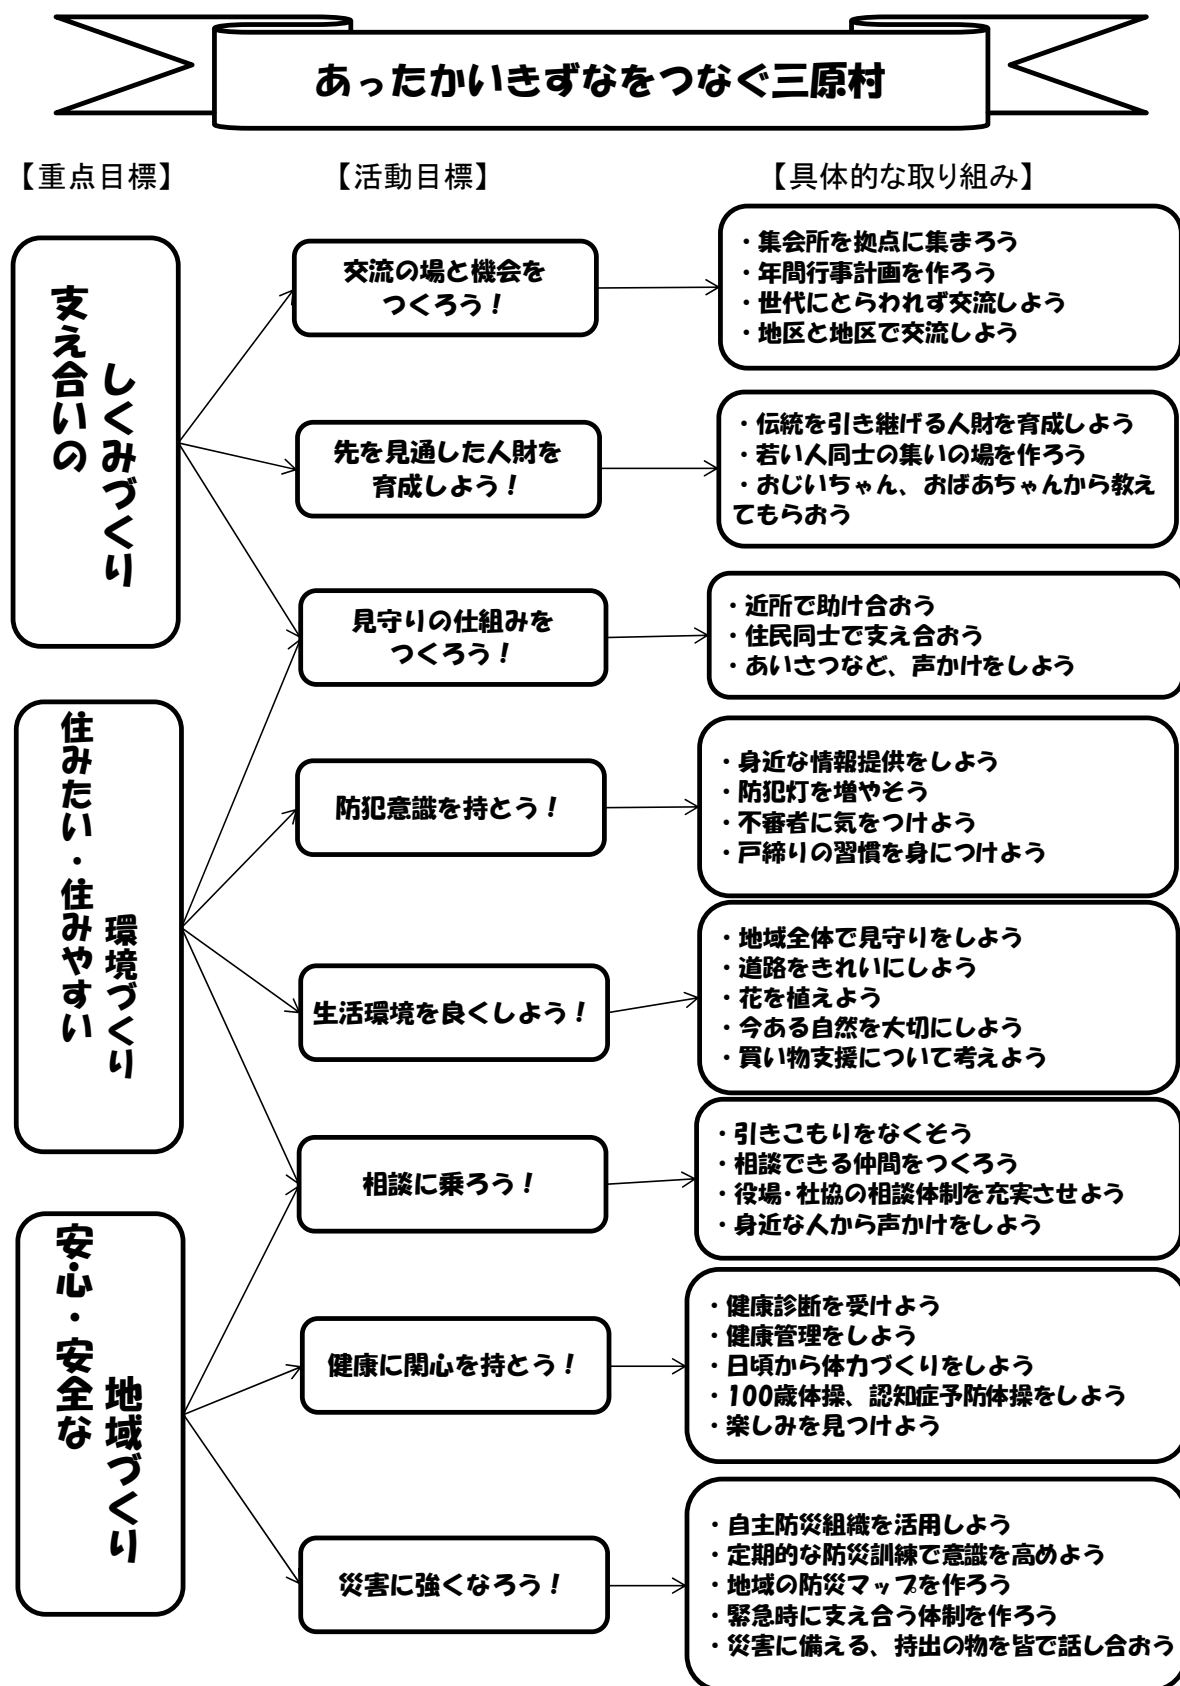 あったかいきずなをつなぐ三原村
【重点目標】
【活動目標】
【具体的な取り組み】
支え合いの
しくみづくり
交流の場と機会を
つくろう！
・集会所を拠点に集まろう
・年間行事計画を作ろう
・世代にとらわれず交流しよう
・地区と地区で交流しよう
先を見通した人財を
育成しよう！
・伝統を引き継げる人財を育成しよう
・若い人同士の集いの場を作ろう
・おじいちゃん、おばあちゃんから教え
てもらおう
見守りの仕組みを
つくろう！
・近所で助け合おう
・住民同士で支え合おう
・あいさつなど、声かけをしよう
住みたい・住みやすい
環境づくり
防犯意識を持とう！
・身近な情報提供をしよう
・防犯灯を増やそう
・不審者に気をつけよう
・戸締りの習慣を身につけよう
生活環境を良くしよう！
・地域全体で見守りをしよう
・道路をきれいにしよう
・花を植えよう
・今ある自然を大切にしよう
・買い物支援について考えよう
相談に乗ろう！
・引きこもりをなくそう
・相談できる仲間をつくろう
・役場・社協の相談体制を充実させよう
・身近な人から声かけをしよう
安心・安全な
地域づくり
健康に関心を持とう！
・健康診断を受けよう
・健康管理をしよう
・日頃から体力づくりをしよう
・100歳体操、認知症予防体操をしよう
・楽しみを見つけよう
災害に強くなろう！
・自主防災組織を活用しよう
・定期的な防災訓練で意識を高めよう
・地域の防災マップを作ろう
・緊急時に支え合う体制を作ろう
・災害に備える、持出の物を皆で話し合おう